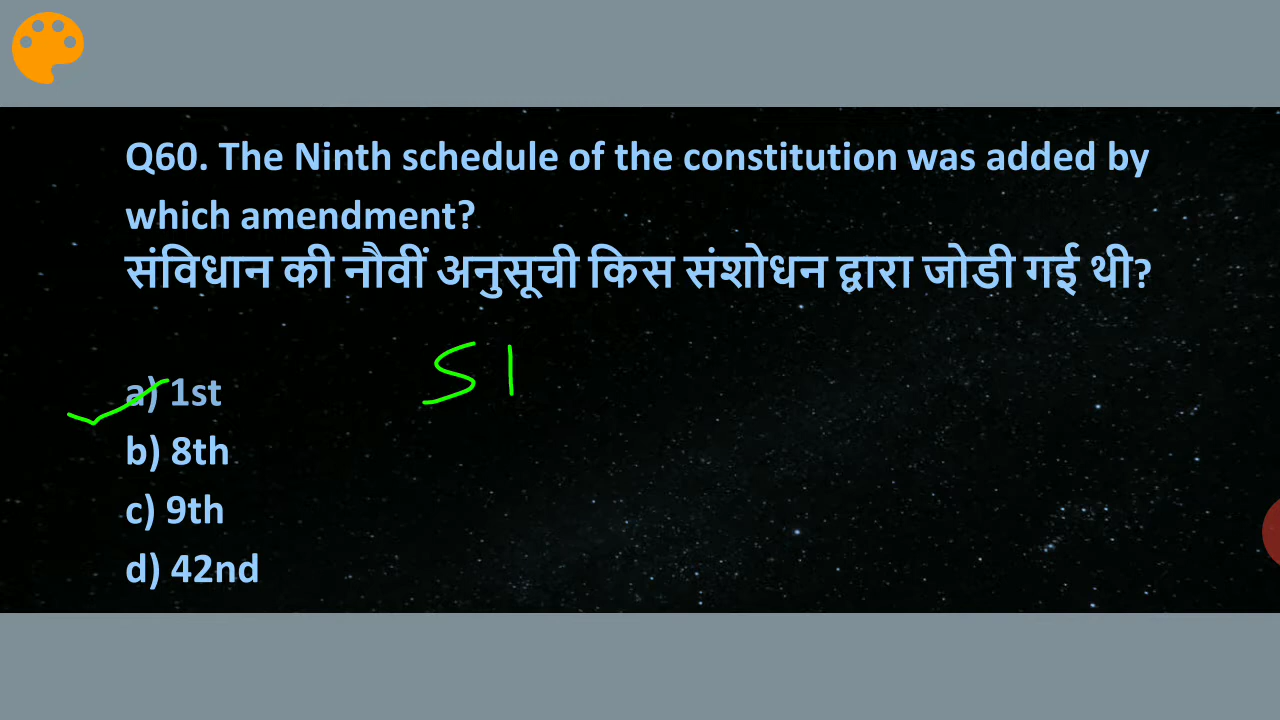 Q60. The Ninth schedule of the constitution was added by
which amendment?
संविधान की नौवीं अनुसूची किस संशोधन द्वारा जोडी गई थी?
51
a) 1st
b) 8th
c) 9th
d) 42nd